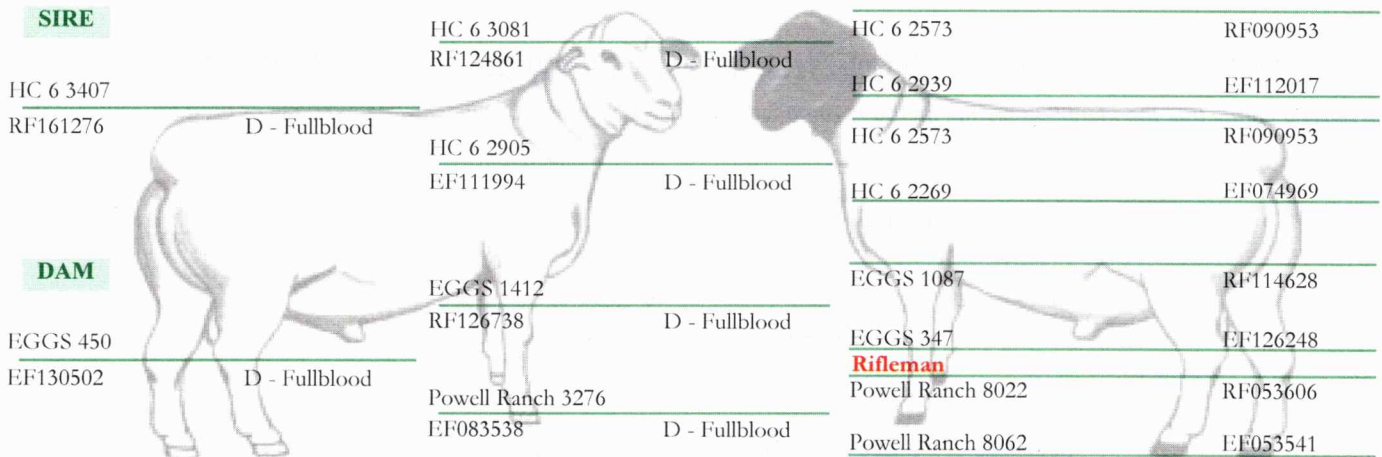 SIRE
HC 6 3407
RF161276 D - Fullblood
DAM
EGGS 450
EF130502 D - Fullblood
HC 6 3081
RF124861 D - Fullblood
HC 6 2905
EF111994 D - Fullblood
EGGS 1412
RF126738 D - Fullblood
Powell Ranch 3276
EF083538 D - Fullblood
HC 6 2573 RF090953
HC 6 2939 EF112017
HC 6 2573 RF090953
HC 6 2269 EF074969
EGGS 1087 RF114628
EGGS 347 EF126248
Rifleman
Powell Ranch 8022 RF053606
Powell Ranch 8062 EF053541